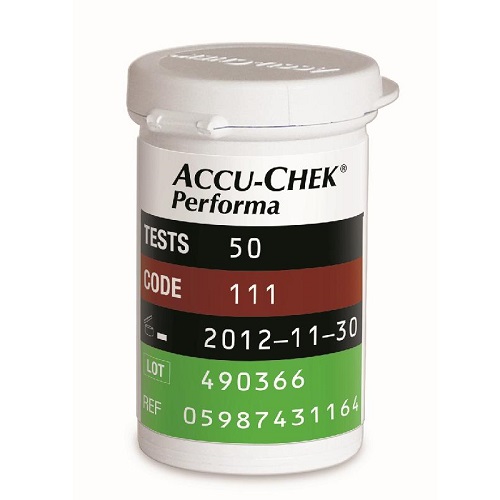 ACCU-CHEK®
Performa
TESTS 50
CODE 111
2012-11-30
LOT 490366
REF 05987431164